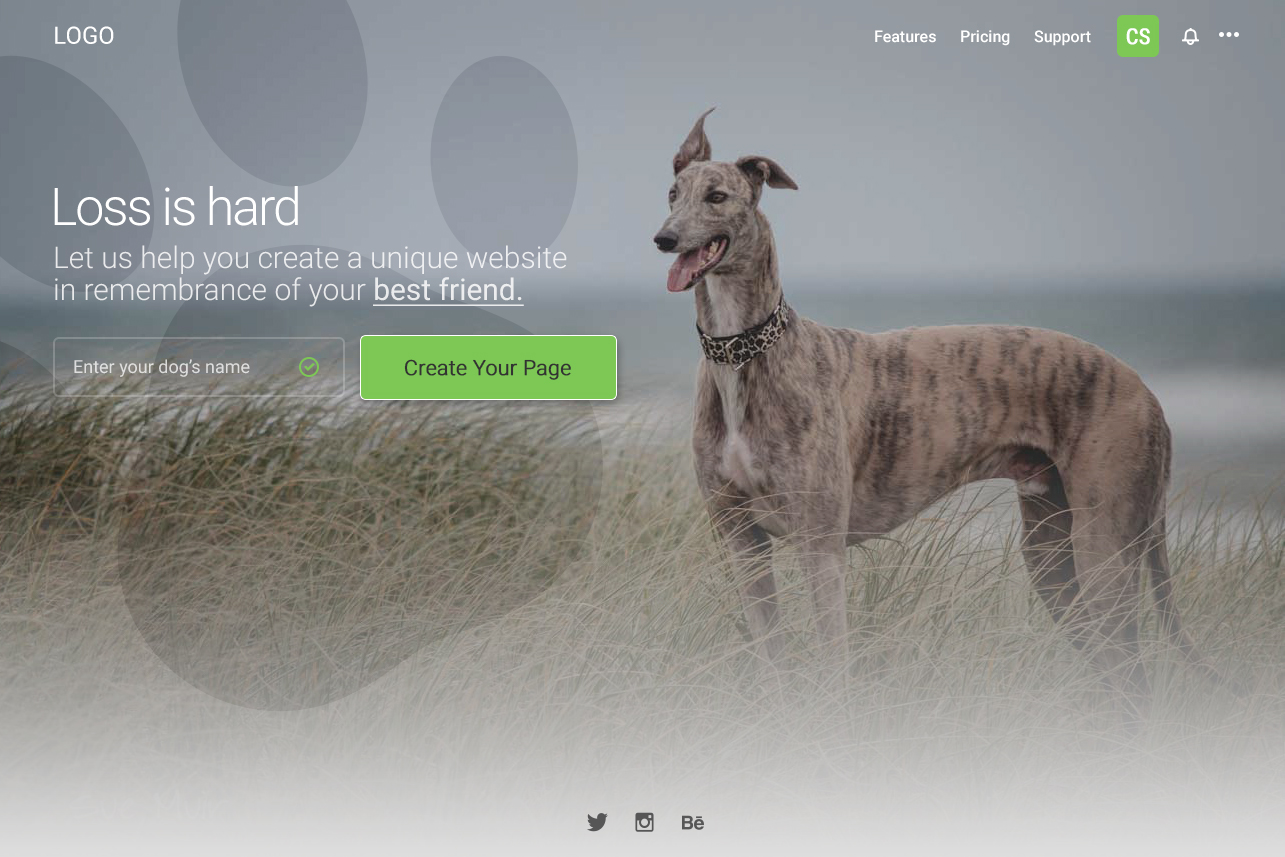 LOGO
Features
Pricing
Support
CS
Loss is hard
Let us help you create a unique website
in remembrance of your best friend.
Enter your dog’s name
Create Your Page
Bē